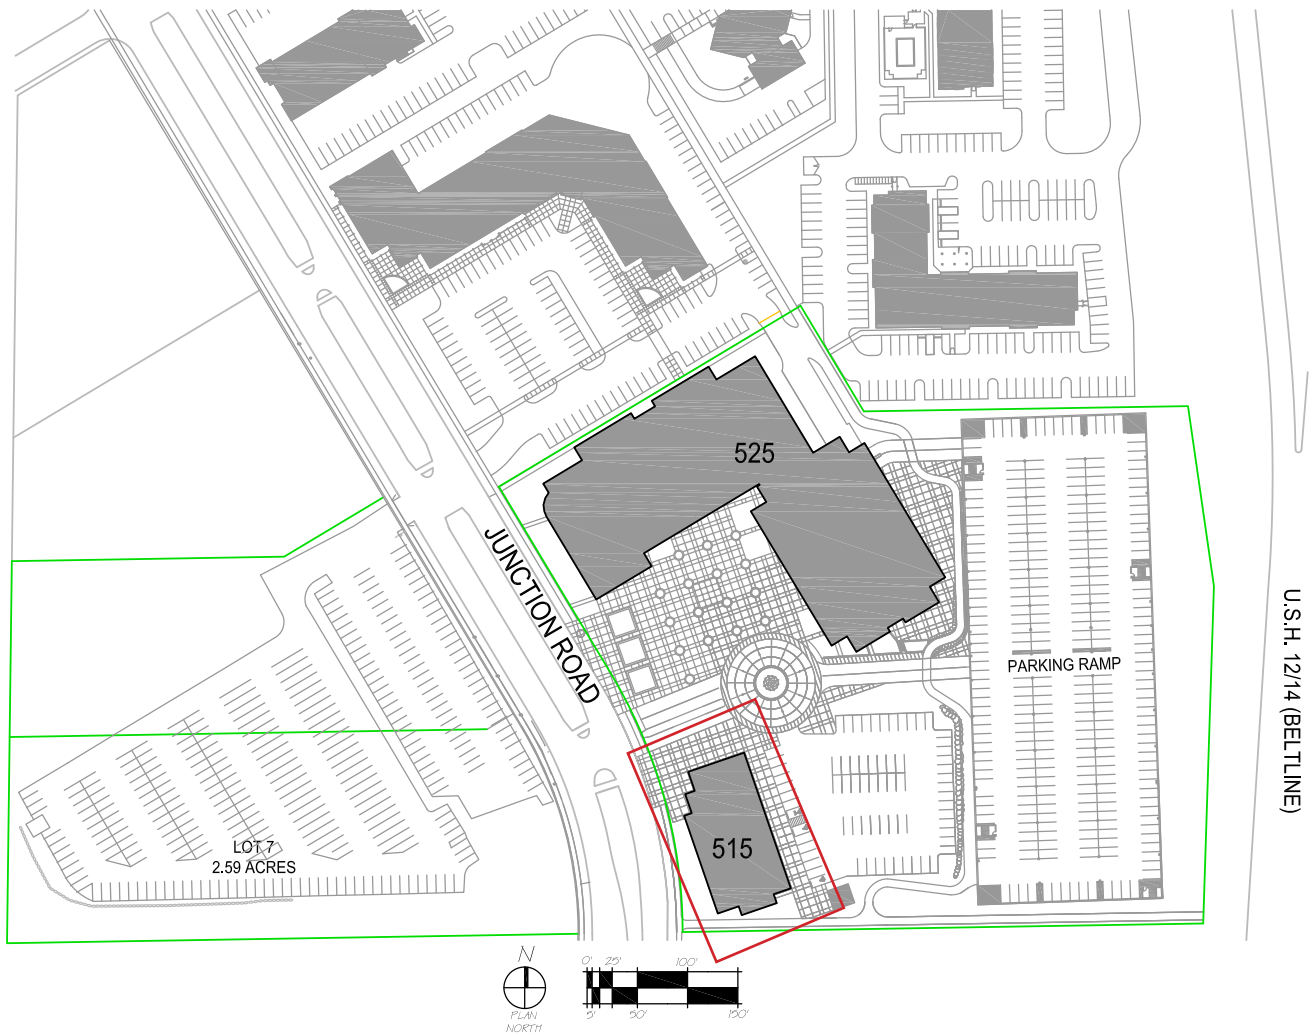 525
JUNCTION ROAD
U.S.H. 12/14 (BELTLINE)
PARKING RAMP
515
LOT 7
2.59 ACRES
N
PLAN
NORTH
0' 25' 100'
5' 50' 150'